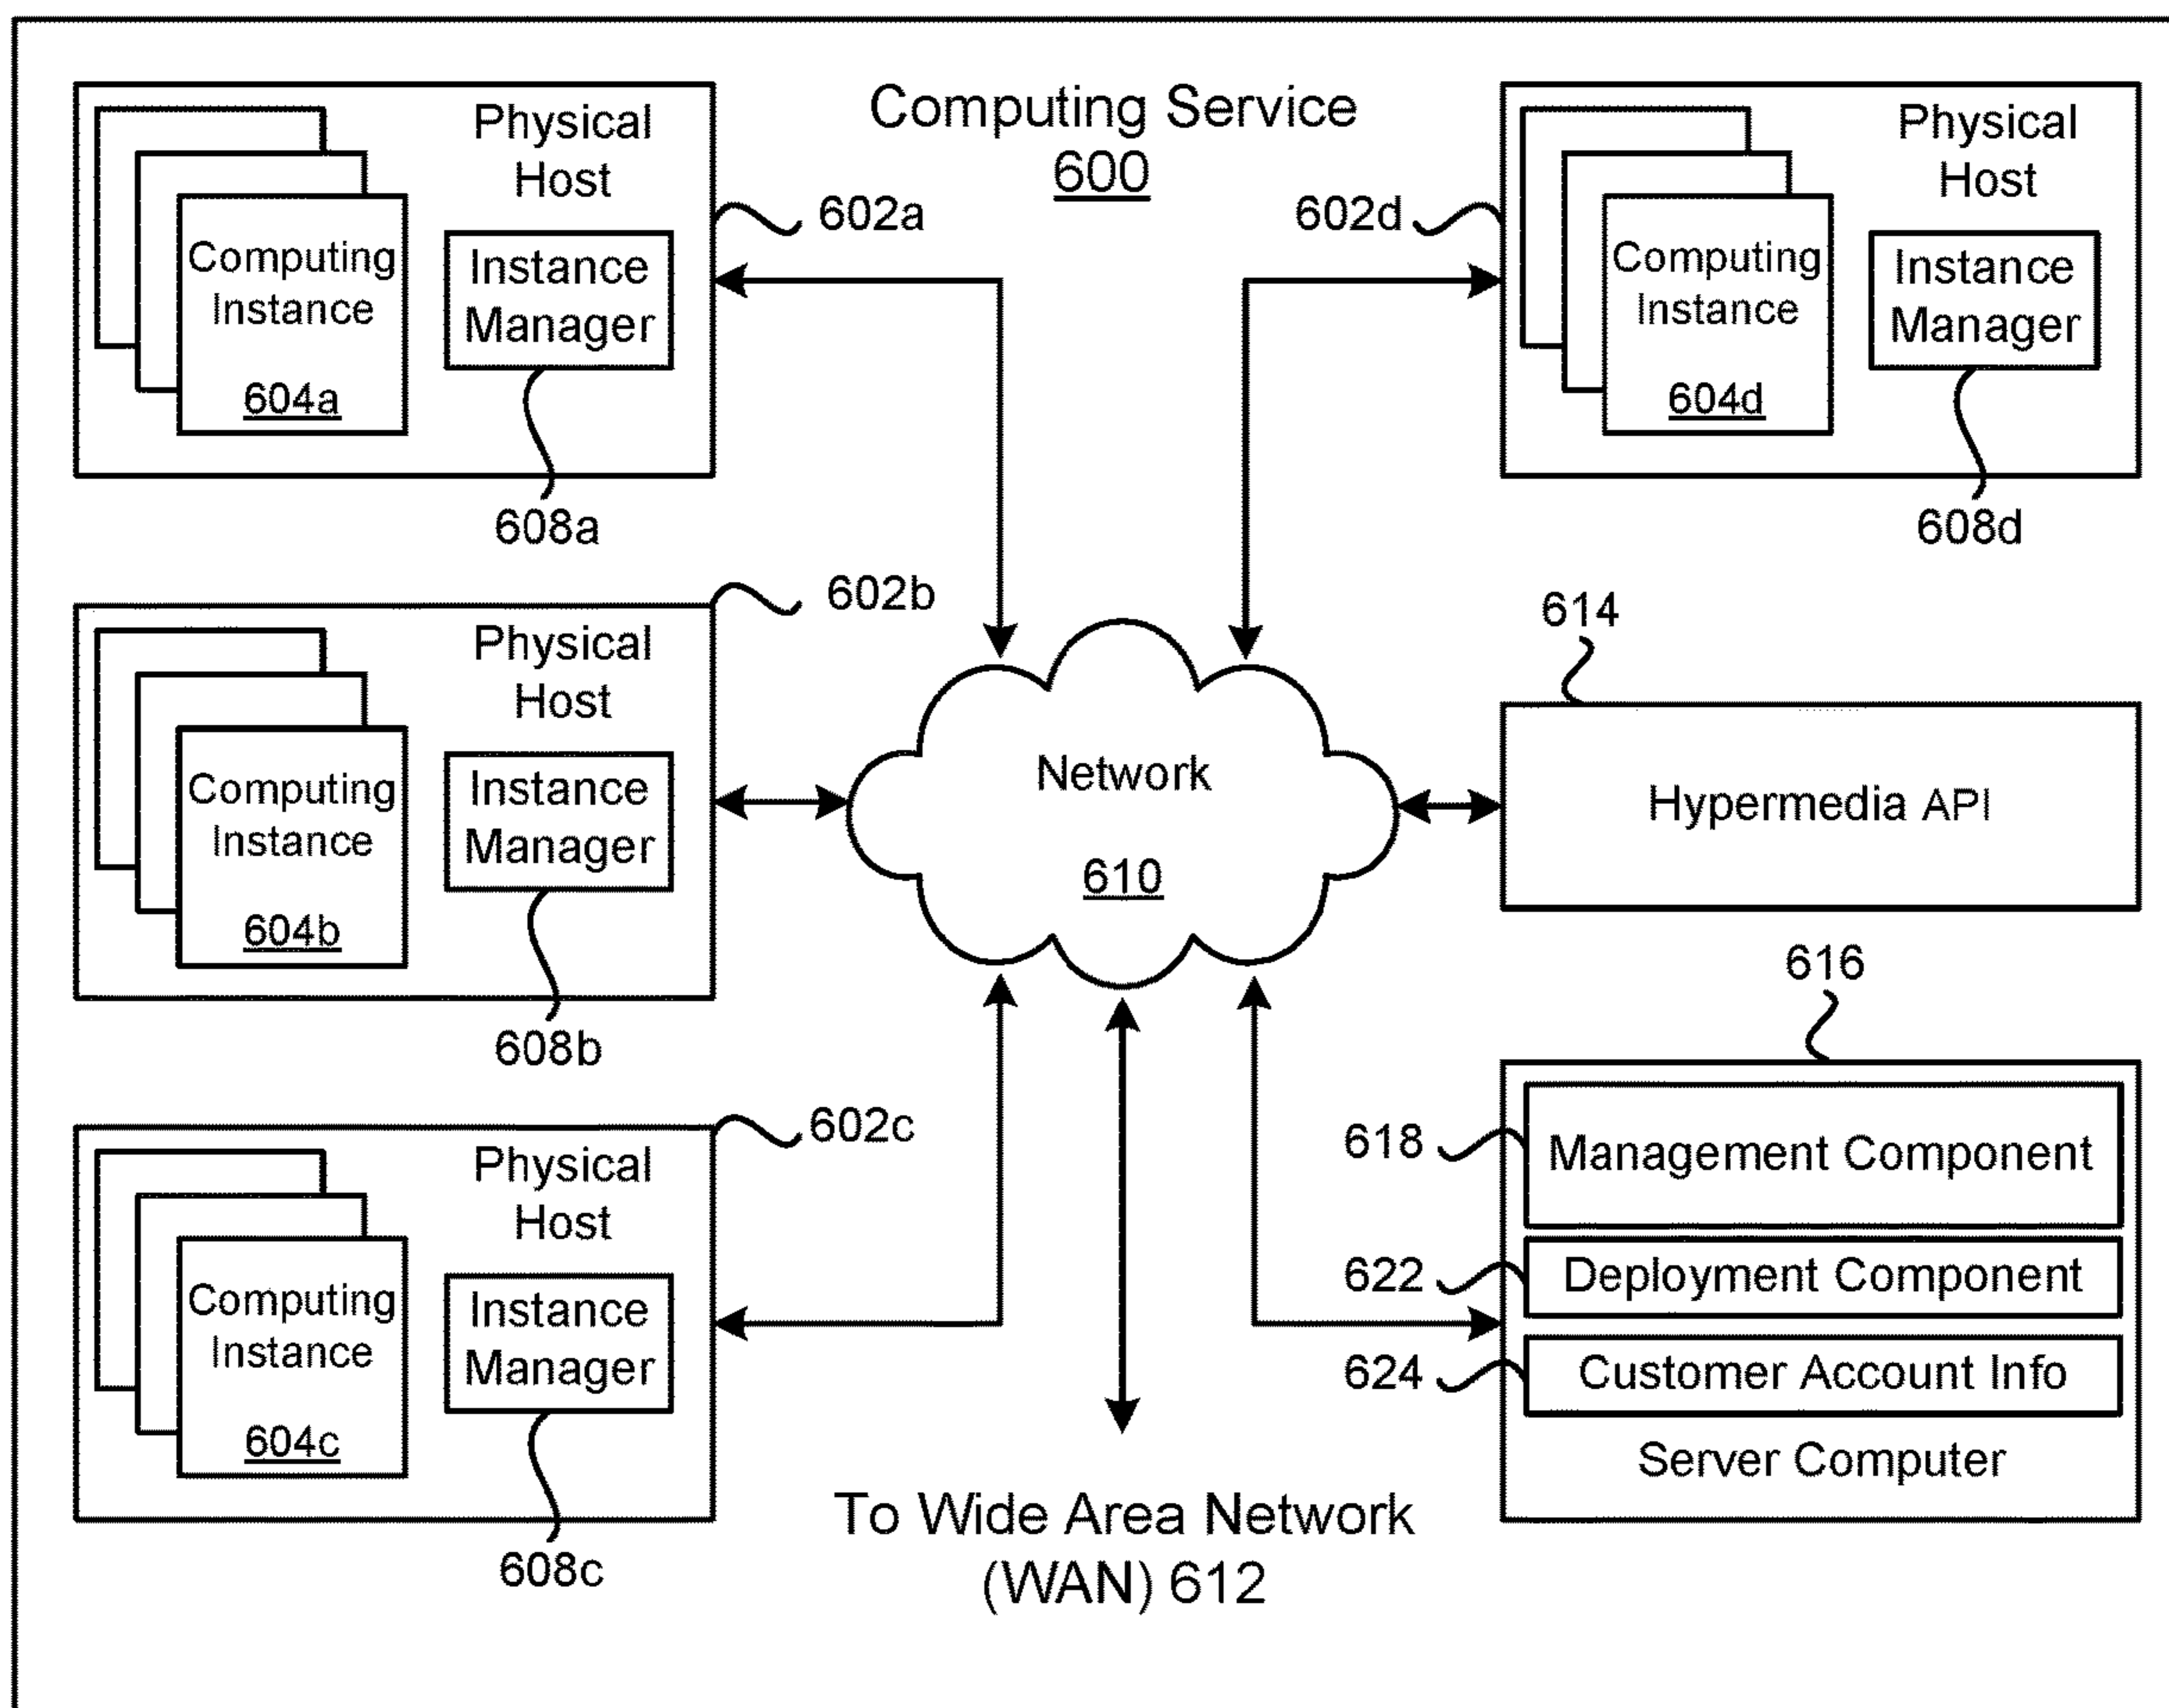 Computing Service
600
Physical
Host
602a
Computing
Instance
604a
Instance
Manager
608a
Physical
Host
602d
Computing
Instance
604d
Instance
Manager
608d
Physical
Host
602b
Computing
Instance
604b
Instance
Manager
608b
Network
610
614
Hypermedia API
Physical
Host
602c
Computing
Instance
604c
Instance
Manager
608c
616
618
Management Component
622
Deployment Component
624
Customer Account Info
Server Computer
To Wide Area Network
(WAN) 612